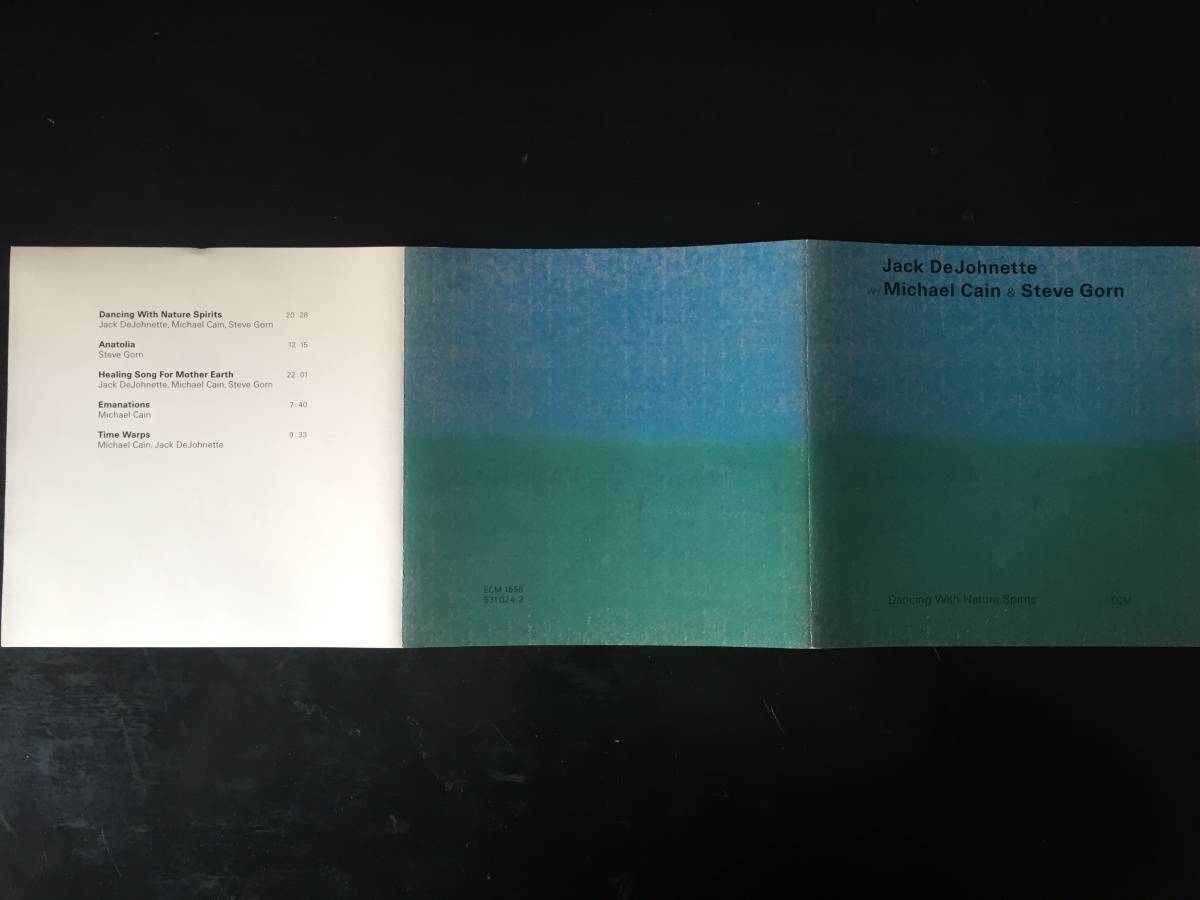 Dancing With Nature Spirits 20:28
Jack DeJohnette, Michael Cain, Steve Gorn
Anatolia 12:15
Steve Gorn
Healing Song For Mother Earth 22:01
Jack DeJohnette, Michael Cain, Steve Gorn
Emanations 7:40
Michael Cain
Time Warps 9:33
Michael Cain, Jack DeJohnette
ECM 1558
531 024-2
Jack DeJohnette
w/ Michael Cain & Steve Gorn
Dancing With Nature Spirits ECM